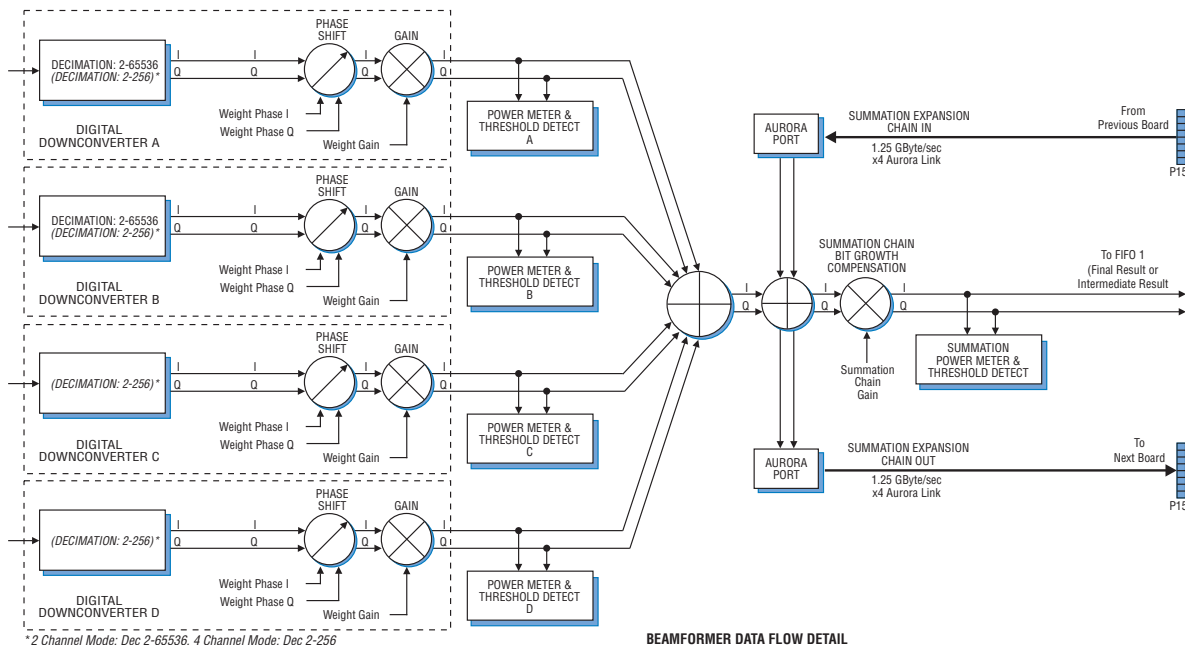 PHASE
SHIFT
GAIN
I
I
I
I
Q
Q
Q
Q
DECIMATION: 2-65536
(DECIMATION: 2-256)*
Weight Phase I
Weight Phase Q
Weight Gain
DIGITAL
DOWNCONVERTER A
POWER METER &
THRESHOLD DETECT
A
PHASE
SHIFT
GAIN
I
I
I
I
Q
Q
Q
Q
DECIMATION: 2-65536
(DECIMATION: 2-256)*
Weight Phase I
Weight Phase Q
Weight Gain
DIGITAL
DOWNCONVERTER B
POWER METER &
THRESHOLD DETECT
B
PHASE
SHIFT
GAIN
I
I
I
I
Q
Q
Q
Q
(DECIMATION: 2-256)*
Weight Phase I
Weight Phase Q
Weight Gain
DIGITAL
DOWNCONVERTER C
POWER METER &
THRESHOLD DETECT
C
PHASE
SHIFT
GAIN
I
I
I
I
Q
Q
Q
Q
(DECIMATION: 2-256)*
Weight Phase I
Weight Phase Q
Weight Gain
DIGITAL
DOWNCONVERTER D
POWER METER &
THRESHOLD DETECT
D
AURORA
PORT
SUMMATION EXPANSION
CHAIN IN
1.25 GByte/sec
x4 Aurora Link
From
Previous Board
P15
SUMMATION CHAIN
BIT GROWTH
COMPENSATION
I
I
I
Q
Q
Q
Summation
Chain
Gain
To FIFO 1
(Final Result or
Intermediate Result
SUMMATION
POWER METER &
THRESHOLD DETECT
AURORA
PORT
SUMMATION EXPANSION
CHAIN OUT
1.25 GByte/sec
x4 Aurora Link
To
Next Board
P15
* 2 Channel Mode: Dec 2-65536, 4 Channel Mode: Dec 2-256
BEAMFORMER DATA FLOW DETAIL